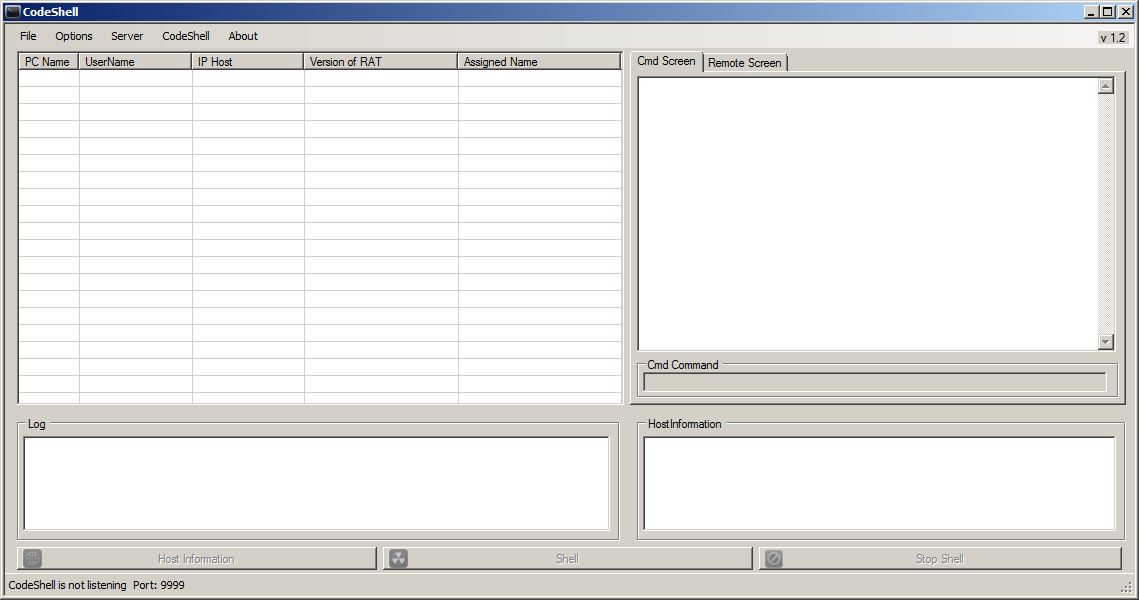 CodeShell
File Options Server CodeShell About
v 1.2
PC Name UserName IP Host Version of RAT Assigned Name
Cmd Screen Remote Screen
Cmd Command
Log
HostInformation
Host Information Shell Stop Shell
CodeShell is not listening Port: 9999